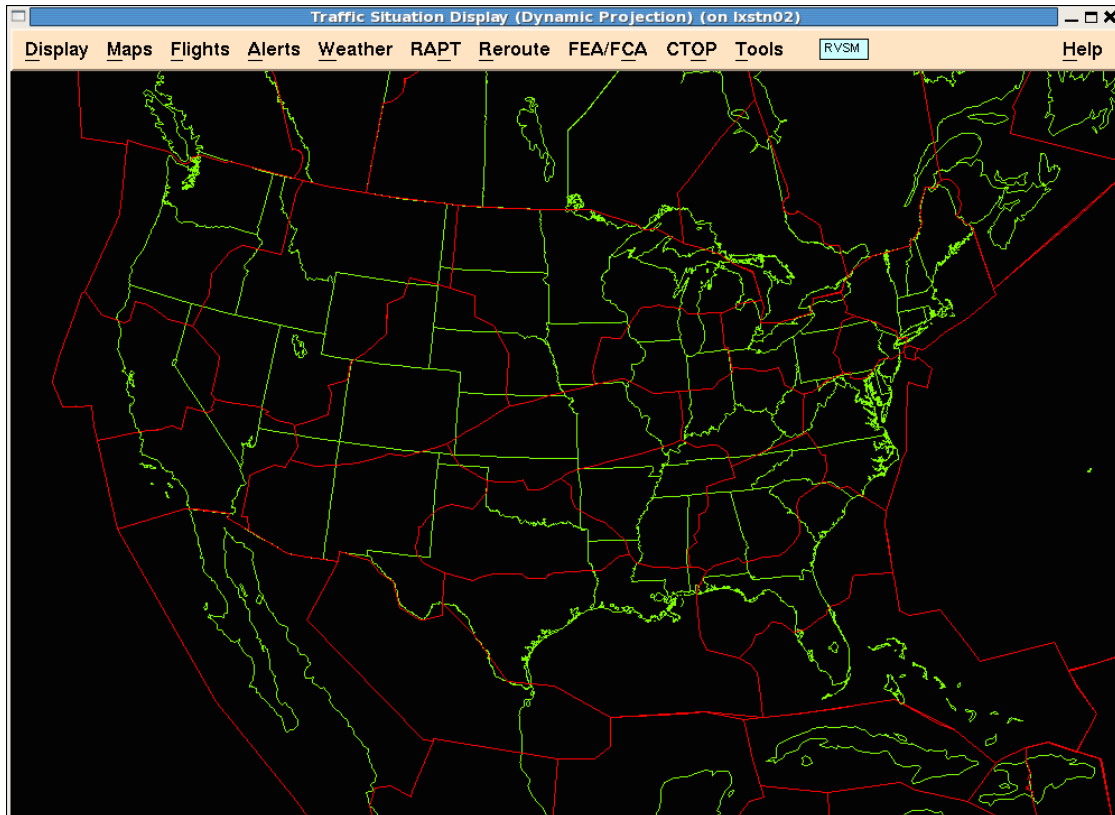 Traffic Situation Display (Dynamic Projection) (on lxstn02)
Display Maps Flights Alerts Weather RAPT Reroute FEA/FCA CTOP Tools RVSM Help